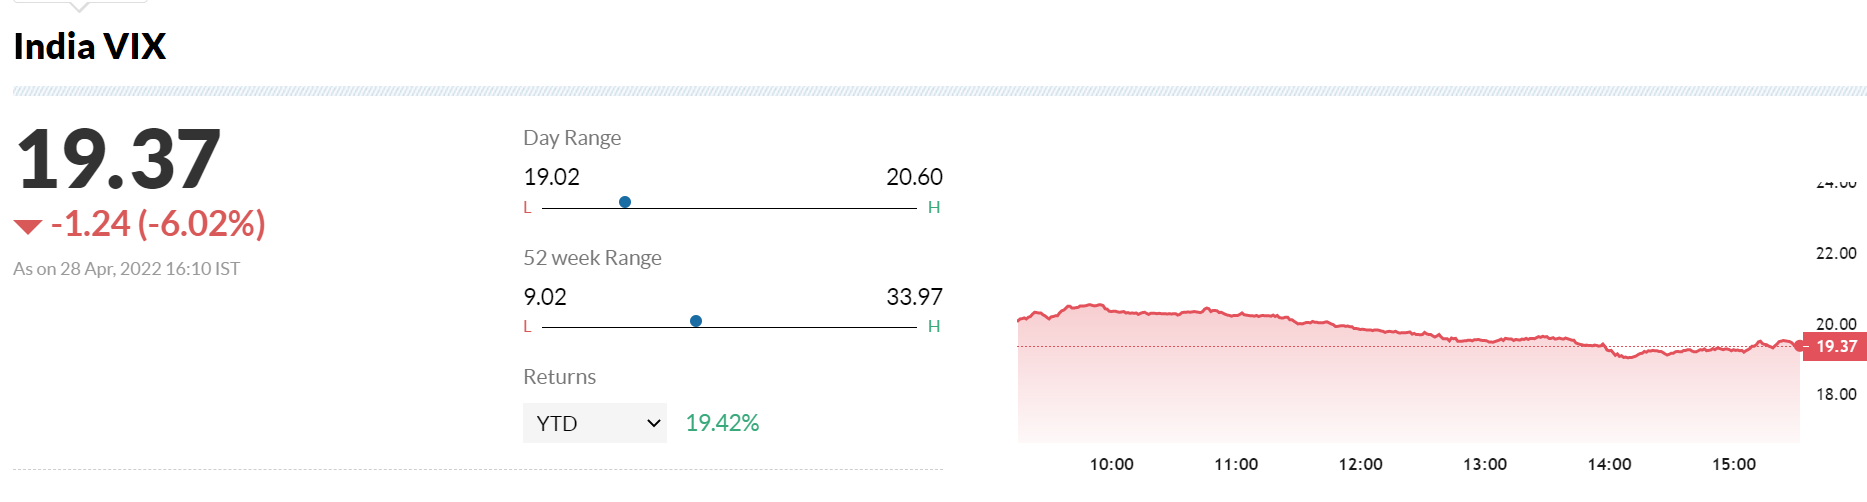 India VIX
19.37
-1.24 (-6.02%)
As on 28 Apr, 2022 16:10 IST
Day Range
19.02 20.60
L H
52 week Range
9.02 33.97
L H
Returns
YTD 19.42%
24.00
22.00
20.00
19.37
18.00
10:00 11:00 12:00 13:00 14:00 15:00